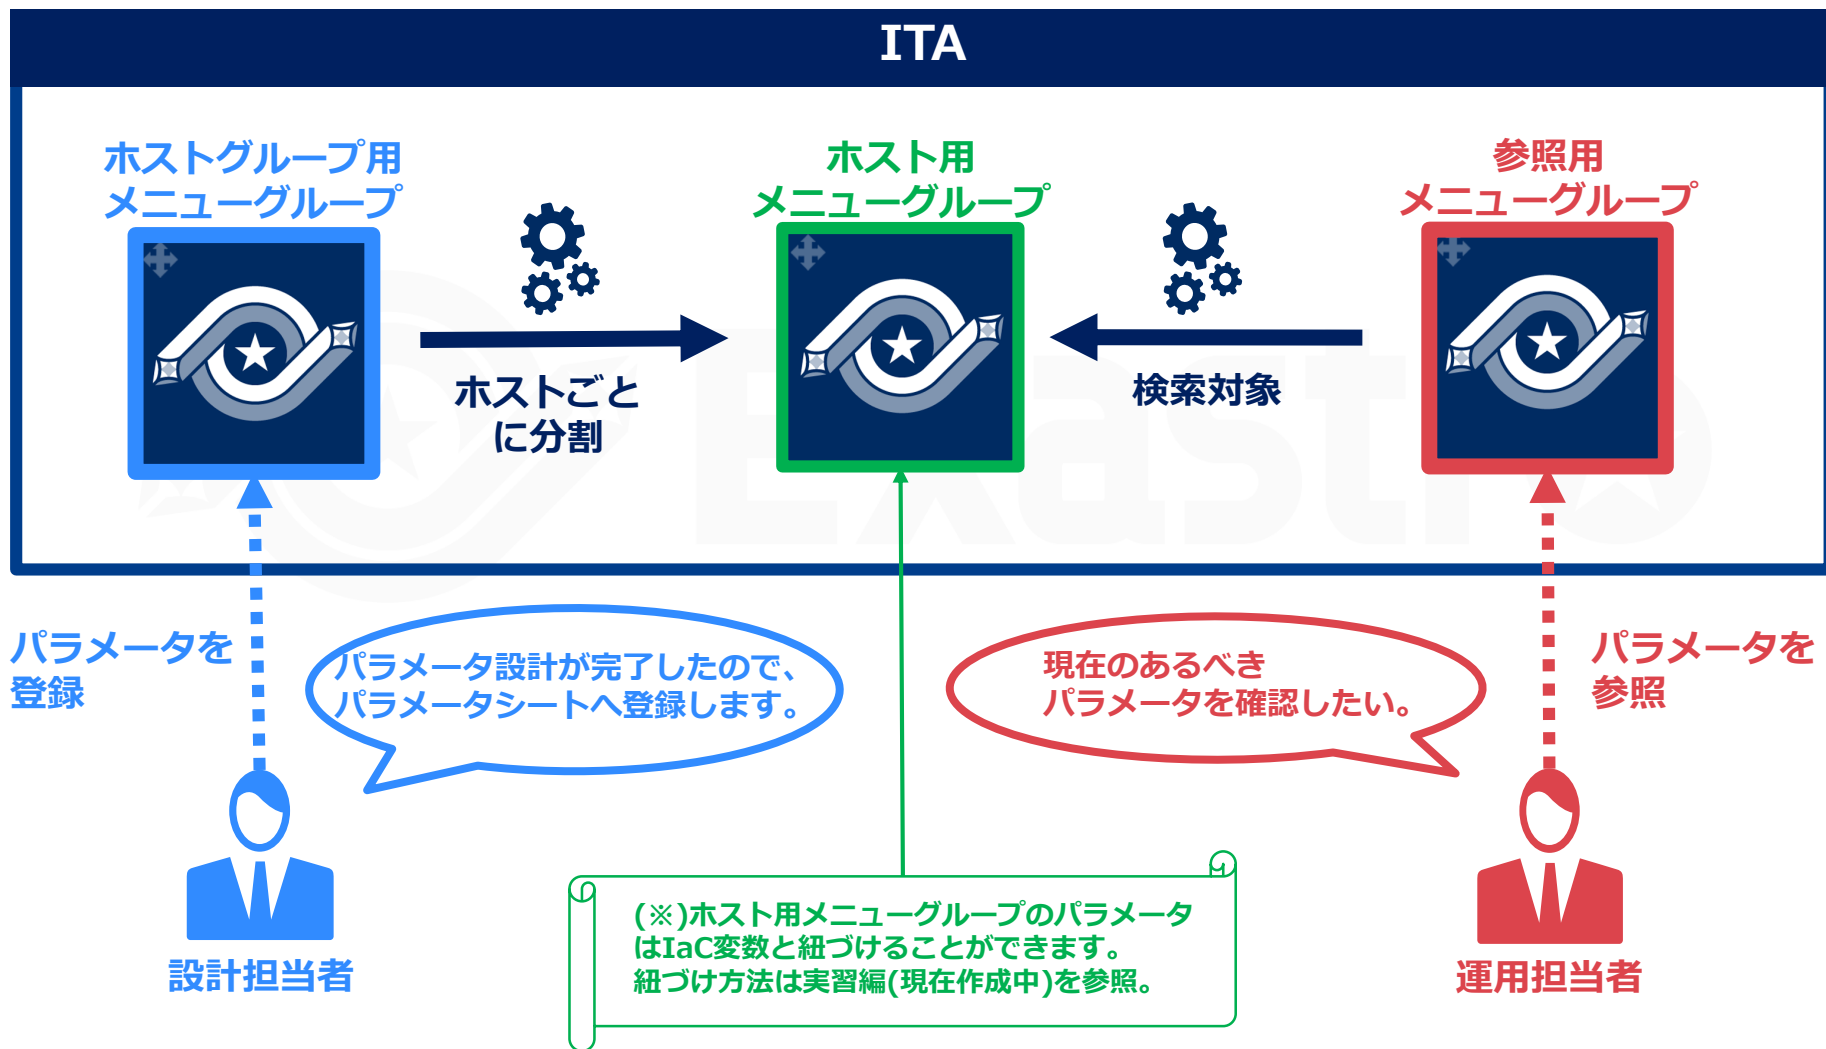 ITA
ホストグループ用
メニューグループ
ホスト用
メニューグループ
参照用
メニューグループ
ホストごと
に分割
検索対象
Exastro
パラメータを
登録
パラメータ設計が完了したので、
パラメータシートへ登録します。
現在のあるべき
パラメータを確認したい。
パラメータを
参照
設計担当者
(※)ホスト用メニューグループのパラメータ
はIaC変数と紐づけることができます。
紐づけ方法は実習編(現在作成中)を参照。
運用担当者